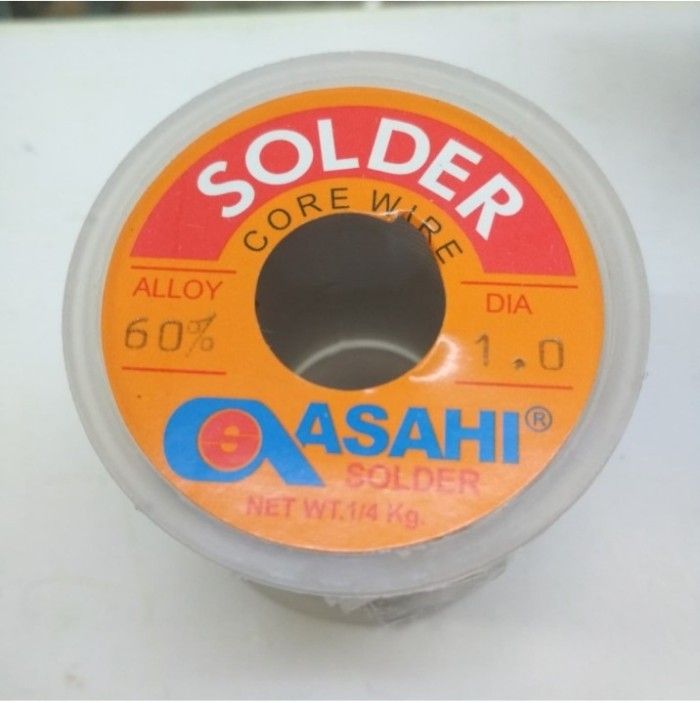 SOLDER
CORE WIRE
ALLOY
60%
DIA
1.0
ASAHI®
SOLDER
NET WT.1/4 Kg.